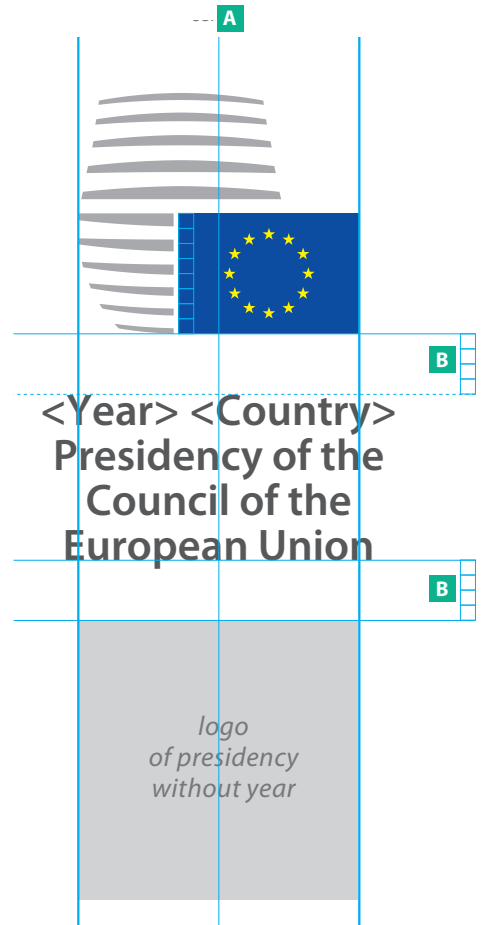 A
B
<Year> <Country>
Presidency of the
Council of the
European Union
B
logo
of presidency
without year